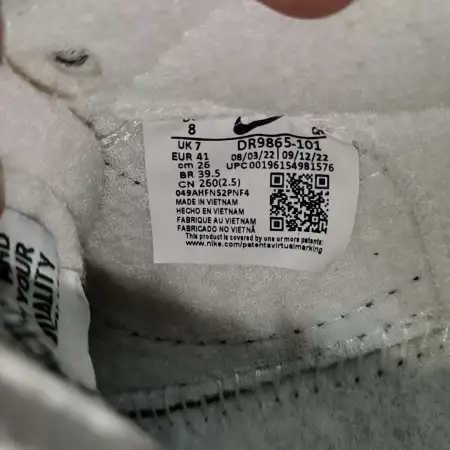 8
UK 7
EUR 41
cm 26
BR 39.5
CN 260(2.5)
049AHFNS2PNF4
MADE IN VIETNAM
HECHO EN VIETNAM
FABRIQUE AU VIETNAM
FABRICADO NO VIETNÃ
DR9865-101
08/03/22 | 09/12/22
UPC00196154981576
This product is covered by one or more patents:
www.nike.com/patentsvirtualmarking
YOUR